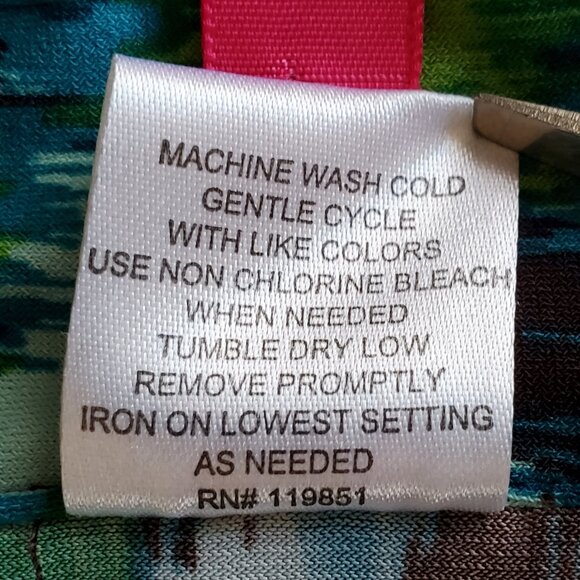 MACHINE WASH COLD
GENTLE CYCLE
WITH LIKE COLORS
USE NON CHLORINE BLEACH
WHEN NEEDED
TUMBLE DRY LOW
REMOVE PROMPTLY
IRON ON LOWEST SETTING
AS NEEDED
RN# 119851